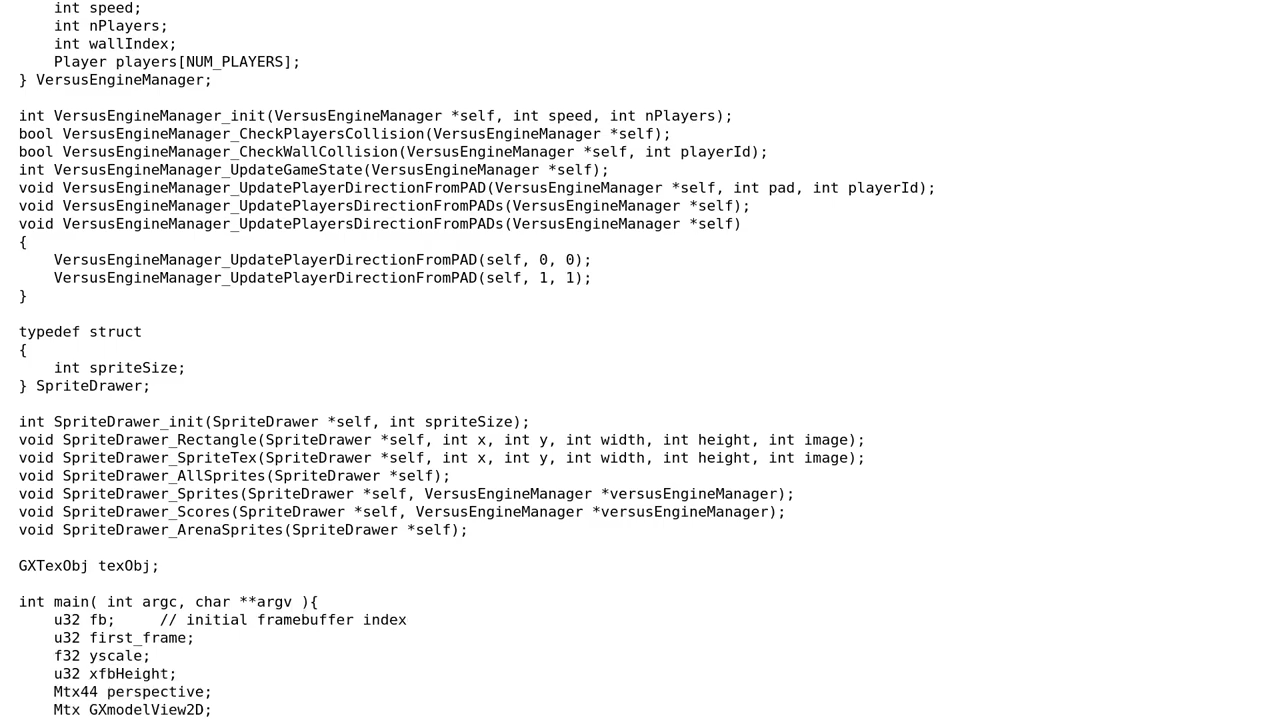 int speed;
    int nPlayers;
    int wallIndex;
    Player players[NUM_PLAYERS];
} VersusEngineManager;

int VersusEngineManager_init(VersusEngineManager *self, int speed, int nPlayers);
bool VersusEngineManager_CheckPlayersCollision(VersusEngineManager *self);
bool VersusEngineManager_CheckWallCollision(VersusEngineManager *self, int playerId);
int VersusEngineManager_UpdateGameState(VersusEngineManager *self);
void VersusEngineManager_UpdatePlayerDirectionFromPAD(VersusEngineManager *self, int pad, int playerId);
void VersusEngineManager_UpdatePlayersDirectionFromPADs(VersusEngineManager *self);
void VersusEngineManager_UpdatePlayersDirectionFromPADs(VersusEngineManager *self)
{
    VersusEngineManager_UpdatePlayerDirectionFromPAD(self, 0, 0);
    VersusEngineManager_UpdatePlayerDirectionFromPAD(self, 1, 1);
}

typedef struct
{
    int spriteSize;
} SpriteDrawer;

int SpriteDrawer_init(SpriteDrawer *self, int spriteSize);
void SpriteDrawer_Rectangle(SpriteDrawer *self, int x, int y, int width, int height, int image);
void SpriteDrawer_SpriteTex(SpriteDrawer *self, int x, int y, int width, int height, int image);
void SpriteDrawer_AllSprites(SpriteDrawer *self);
void SpriteDrawer_Sprites(SpriteDrawer *self, VersusEngineManager *versusEngineManager);
void SpriteDrawer_Scores(SpriteDrawer *self, VersusEngineManager *versusEngineManager);
void SpriteDrawer_ArenaSprites(SpriteDrawer *self);

GXTexObj texObj;

int main( int argc, char **argv ){
    u32 fb;     // initial framebuffer index
    u32 first_frame;
    f32 yscale;
    u32 xfbHeight;
    Mtx44 perspective;
    Mtx GXmodelView2D;